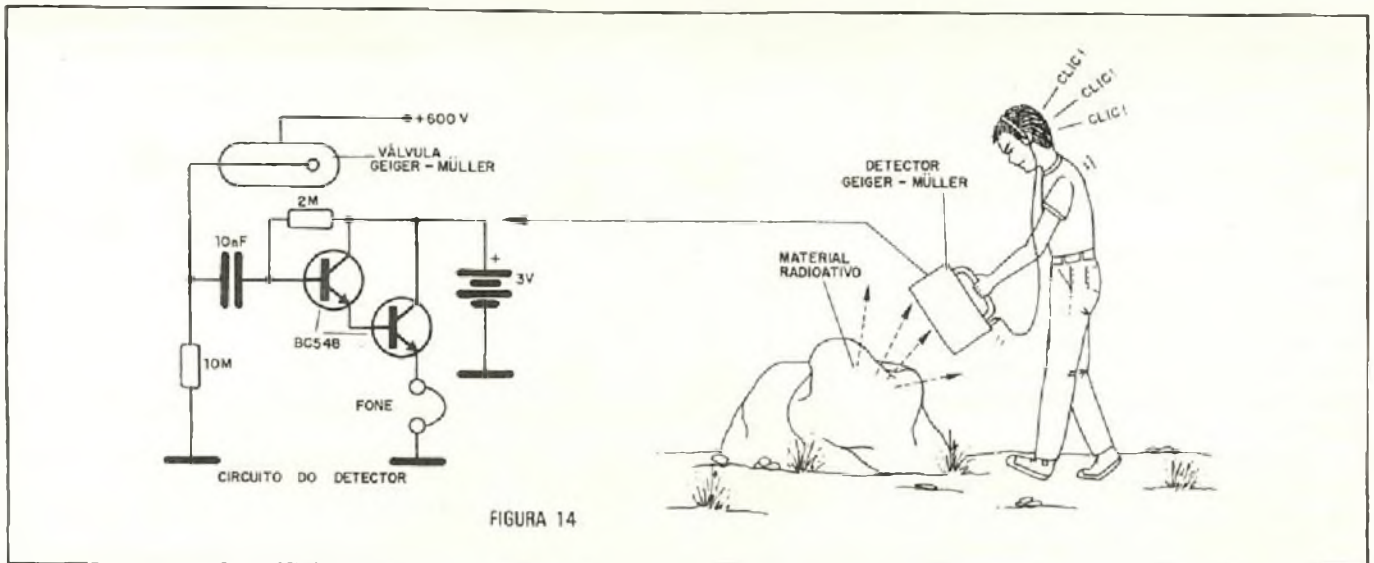 +600 V
VÁLVULA
GEIGER – MÜLLER
2M
10nF
+
3V
BC548
10M
FONE
CIRCUITO DO DETECTOR
CLIC!
CLIC!
CLIC!
DETECTOR
GEIGER – MÜLLER
MATERIAL
RADIOATIVO
FIGURA 14